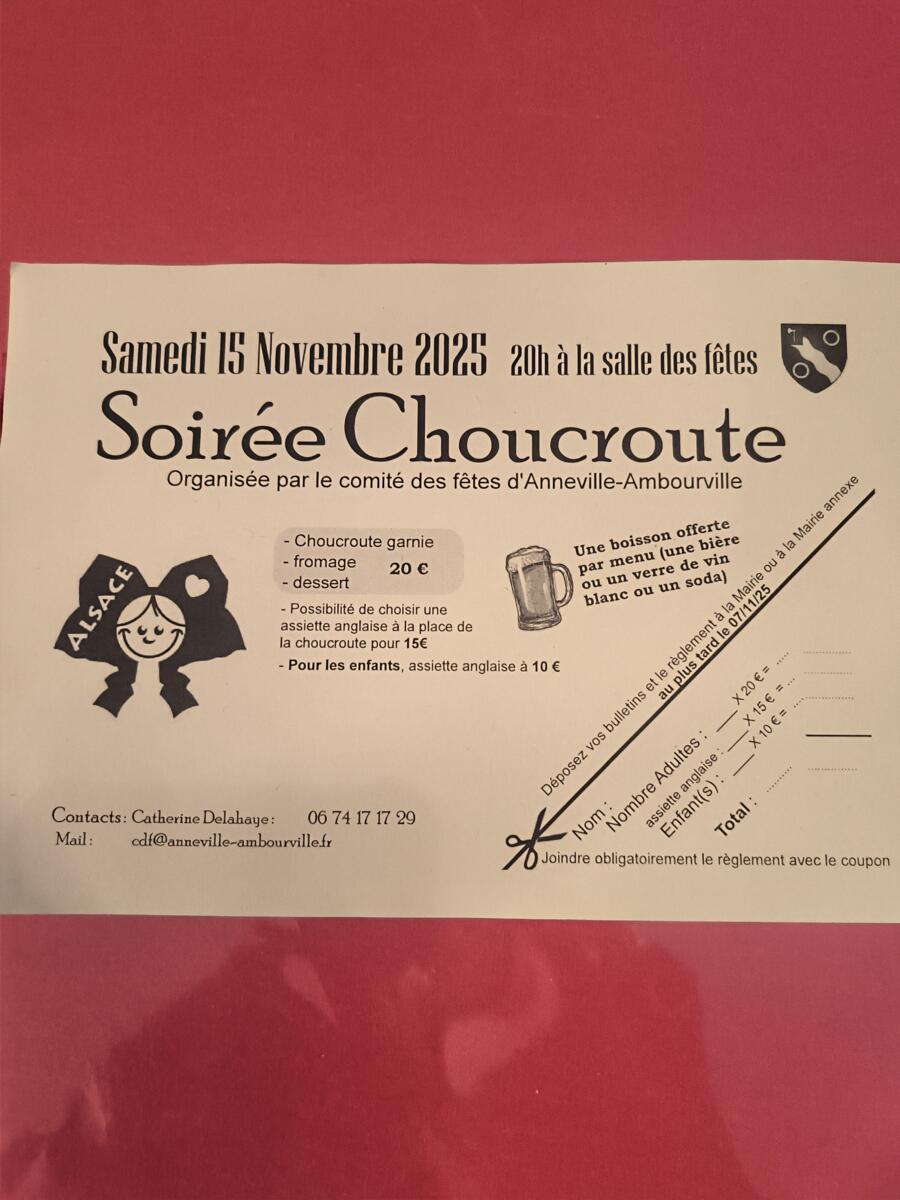 Samedi 15 Novembre 2025 20h à la salle des fêtes
Soirée Choucroute
Organisée par le comité des fêtes d'Anneville-Ambourville
ALSACE
- Choucroute garnie
- fromage 20 €
- dessert
- Possibilité de choisir une
assiette anglaise à la place de
la choucroute pour 15€
- Pour les enfants, assiette anglaise à 10 €
Une boisson offerte
par menu (une bière
ou un verre de vin
blanc ou un soda)
Déposez vos bulletins et le règlement à la Mairie ou à la Mairie annexe
au plus tard le 07/11/25
Nom :
Nombre Adultes : ___ X 20 € = .....
assiette anglaise : ___ X 15 € = ...
Enfant(s) : ___ X 10 € = ...
Total : ........
Joindre obligatoirement le règlement avec le coupon
Contacts : Catherine Delahaye : 06 74 17 17 29
Mail : cdf@anneville-ambourville.fr